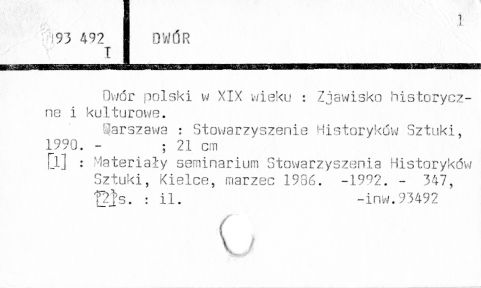 1
93 492 DWÓR
I
Dwór polski w XIX wieku : Zjawisko historycz-
ne i kulturowe.
Warszawa : Stowarzyszenie Historyków Sztuki,
1990. - ; 21 cm
[1] : Materiały seminarium Stowarzyszenia Historyków
Sztuki, Kielce, marzec 1986. -1992. - 347,
[2]s. : il. -inw.93492